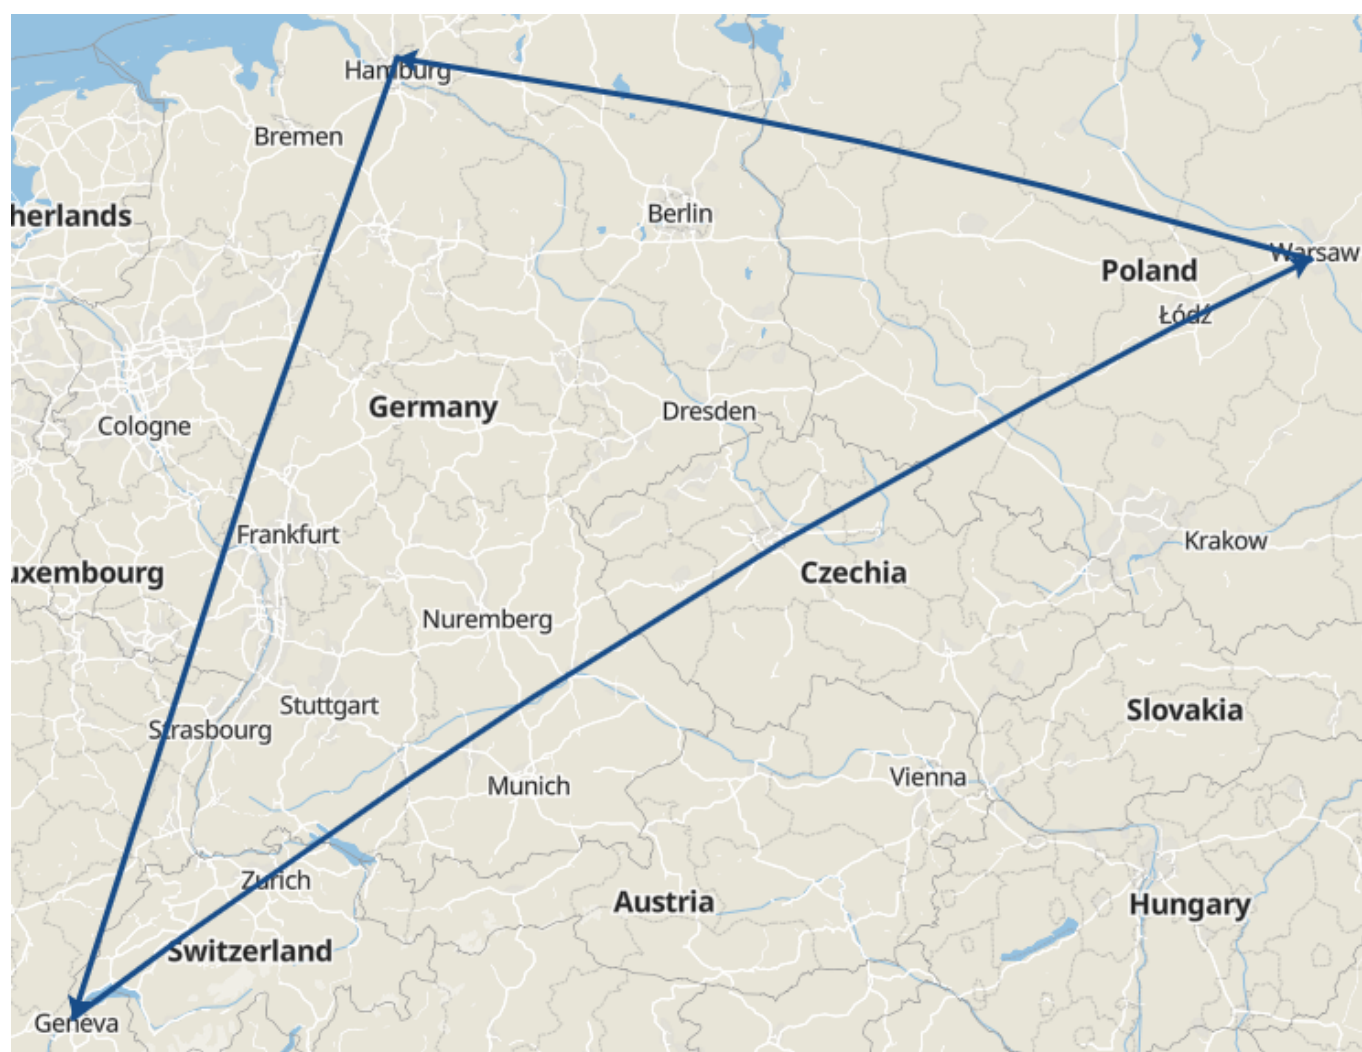 Hamburg
Bremen
herlands
Berlin
Warsaw
Poland
Łódź
Germany
Dresden
Cologne
Frankfurt
Krakow
uxembourg
Czechia
Nuremberg
Stuttgart
Slovakia
Strasbourg
Munich
Vienna
Zurich
Austria
Hungary
Switzerland
Geneva